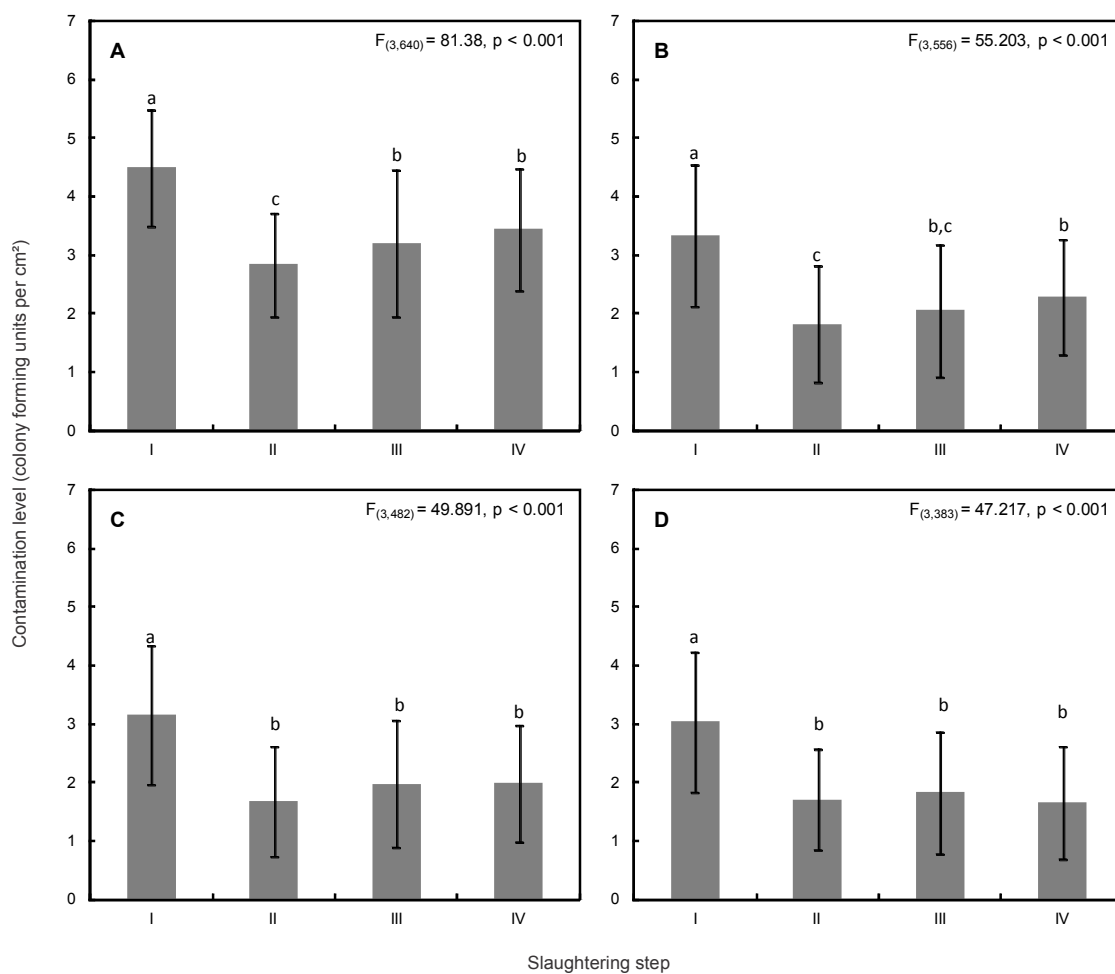 A
F(3,640) = 81.38, p < 0.001
7
6
5
4
3
2
1
0
a
c
b
b
I
II
III
IV
B
F(3,556) = 55.203, p < 0.001
7
6
5
4
3
2
1
0
a
c
b,c
b
I
II
III
IV
C
F(3,482) = 49.891, p < 0.001
7
6
5
4
3
2
1
0
a
b
b
b
I
II
III
IV
D
F(3,383) = 47.217, p < 0.001
7
6
5
4
3
2
1
0
a
b
b
b
I
II
III
IV
Contamination level (colony forming units per cm²)
Slaughtering step